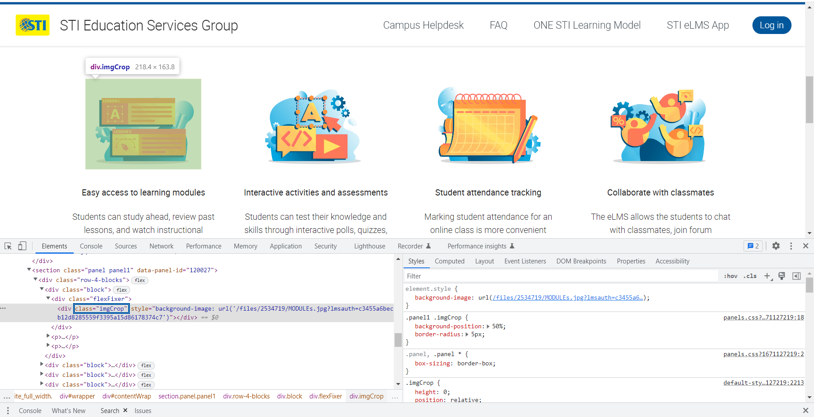 STI
STI Education Services Group
Campus Helpdesk
FAQ
ONE STI Learning Model
STI eLMS App
Log in
div.imgCrop 218.4 × 163.8
Easy access to learning modules
Students can study ahead, review past
lessons, and watch instructional
Interactive activities and assessments
Students can test their knowledge and
skills through interactive polls, quizzes,
Student attendance tracking
Marking student attendance for an
online class is more convenient
Collaborate with classmates
The eLMS allows the students to chat
with classmates, join forum
Elements Console Sources Network Performance Memory Application Security Lighthouse Recorder Performance insights
2
</div>
<section class="panel panel1" data-panel-id="120027">
<div class="row-4-blocks"> flex
<div class="block"> flex
<div class="flexFixer">
<div class="imgCrop" style="background-image: url('/files/2534719/MODULEs.jpg?lmsauth=c3455a6bec
b12d8285559f3395a15d86178374c7')"></div> == $0
</div>
<p>…</p>
<p>…</p>
</div>
<div class="block">…</div> flex
<div class="block">…</div> flex
<div class="block">…</div> flex
… ite_full_width. div#wrapper div#contentWrap section.panel.panel1 div.row-4-blocks div.block div.flexFixer div.imgCrop …
Styles Computed Layout Event Listeners DOM Breakpoints Properties Accessibility
Filter
:hov .cls +
element.style {
background-image: url(/files/2534719/MODULEs.jpg?lmsauth=c3455a6…);
}
.panel1 .imgCrop {
panels.css?…71127219:18
background-position: 50%;
border-radius: 5px;
}
.panel, .panel * {
panels.css?1671127219:2
box-sizing: border-box;
}
.imgCrop {
default-sty…127219:2213
height: 0;
position: relative;
Console What's New Search × Issues